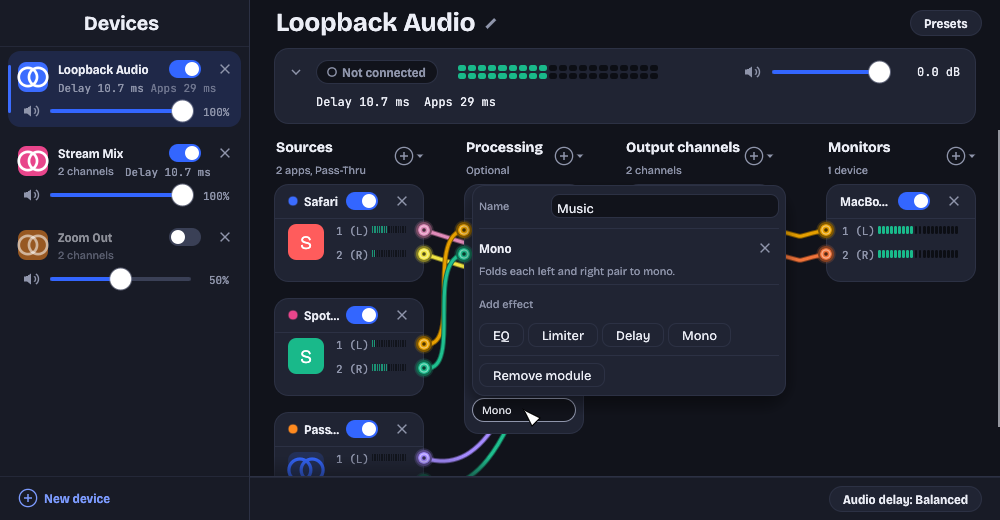 Devices
Loopback Audio
Delay 10.7 ms Apps 29 ms
100%
Stream Mix
2 channels Delay 10.7 ms
100%
Zoom Out
2 channels
50%
New device
Loopback Audio
Presets
Not connected
0.0 dB
Delay 10.7 ms Apps 29 ms
Sources
2 apps, Pass-Thru
Processing
Optional
Output channels
2 channels
Monitors
1 device
Safari
S
1 (L)
2 (R)
Spot...
S
1 (L)
2 (R)
Pass...
1 (L)
Name
Music
Mono
Folds each left and right pair to mono.
Add effect
EQ Limiter Delay Mono
Remove module
Mono
MacBo...
1 (L)
2 (R)
Audio delay: Balanced